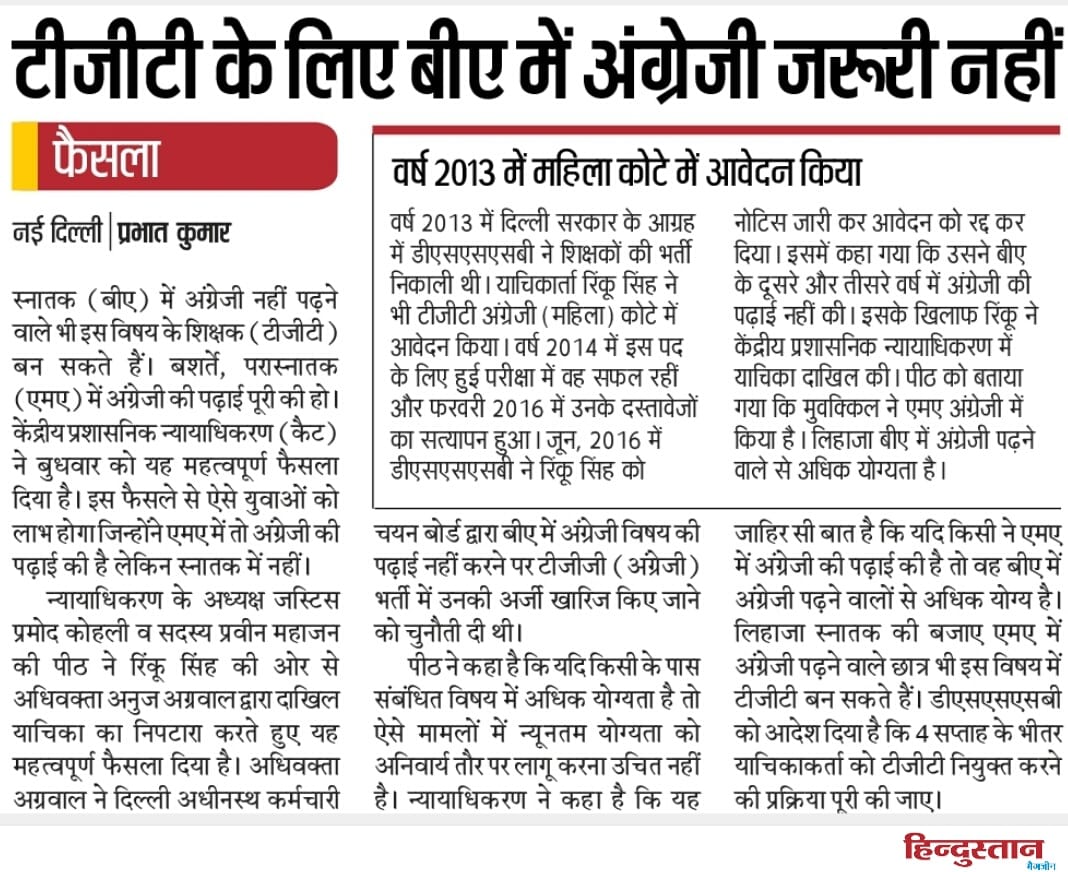 टीजीटी के लिए बीए में अंग्रेजी जरूरी नहीं
फैसला
नई दिल्ली | प्रभात कुमार
स्नातक (बीए) में अंग्रेजी नहीं पढ़ने
वाले भी इस विषय के शिक्षक (टीजीटी)
बन सकते हैं। बशर्ते, परास्नातक
(एमए) में अंग्रेजी की पढ़ाई पूरी की हो।
केंद्रीय प्रशासनिक न्यायाधिकरण (कैट)
ने बुधवार को यह महत्वपूर्ण फैसला
दिया है। इस फैसले से ऐसे युवाओं को
लाभ होगा जिन्होंने एमए में तो अंग्रेजी की
पढ़ाई की है लेकिन स्नातक में नहीं।
न्यायाधिकरण के अध्यक्ष जस्टिस
प्रमोद कोहली व सदस्य प्रवीन महाजन
की पीठ ने रिंकू सिंह की ओर से
अधिवक्ता अनुज अग्रवाल द्वारा दाखिल
याचिका का निपटारा करते हुए यह
महत्वपूर्ण फैसला दिया है। अधिवक्ता
अग्रवाल ने दिल्ली अधीनस्थ कर्मचारी
चयन बोर्ड द्वारा बीए में अंग्रेजी विषय की
पढ़ाई नहीं करने पर टीजीजी (अंग्रेजी)
भर्ती में उनकी अर्जी खारिज किए जाने
को चुनौती दी थी।
पीठ ने कहा है कि यदि किसी के पास
संबंधित विषय में अधिक योग्यता है तो
ऐसे मामलों में न्यूनतम योग्यता को
अनिवार्य तौर पर लागू करना उचित नहीं
है। न्यायाधिकरण ने कहा है कि यह
जाहिर सी बात है कि यदि किसी ने एमए
में अंग्रेजी की पढ़ाई की है तो वह बीए में
अंग्रेजी पढ़ने वालों से अधिक योग्य है।
लिहाजा स्नातक की बजाए एमए में
अंग्रेजी पढ़ने वाले छात्र भी इस विषय में
टीजीटी बन सकते हैं। डीएसएसएसबी
को आदेश दिया है कि 4 सप्ताह के भीतर
याचिकाकर्ता को टीजीटी नियुक्त करने
की प्रक्रिया पूरी की जाए।
वर्ष 2013 में महिला कोटे में आवेदन किया
वर्ष 2013 में दिल्ली सरकार के आग्रह
में डीएसएसएसबी ने शिक्षकों की भर्ती
निकाली थी। याचिकार्ता रिंकू सिंह ने
भी टीजीटी अंग्रेजी (महिला) कोटे में
आवेदन किया। वर्ष 2014 में इस पद
के लिए हुई परीक्षा में वह सफल रहीं
और फरवरी 2016 में उनके दस्तावेजों
का सत्यापन हुआ। जून, 2016 में
डीएसएसएसबी ने रिंकू सिंह को
नोटिस जारी कर आवेदन को रद्द कर
दिया। इसमें कहा गया कि उसने बीए
के दूसरे और तीसरे वर्ष में अंग्रेजी की
पढ़ाई नहीं की। इसके खिलाफ रिंकू ने
केंद्रीय प्रशासनिक न्यायाधिकरण में
याचिका दाखिल की। पीठ को बताया
गया कि मुवक्किल ने एमए अंग्रेजी में
किया है। लिहाजा बीए में अंग्रेजी पढ़ने
वाले से अधिक योग्यता है।
हिन्दुस्तान
मैगजीन